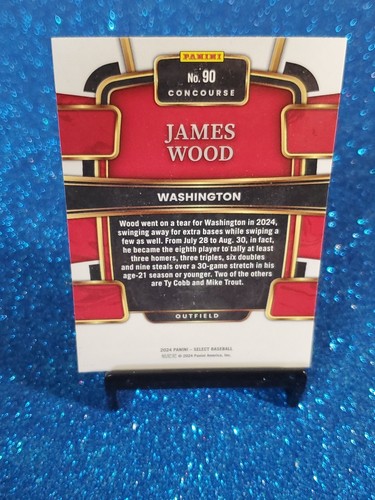 PANINI
No. 90
CONCOURSE
JAMES
WOOD
WASHINGTON
Wood went on a tear for Washington in 2024,
swinging away for extra bases while swiping a
few as well. From July 28 to Aug. 30, in fact,
he became the eighth player to tally at least
three homers, three triples, six doubles
and nine steals over a 30-game stretch in his
age-21 season or younger. Two of the others
are Ty Cobb and Mike Trout.
OUTFIELD
2024 PANINI - SELECT BASEBALL
Panini America, Inc.